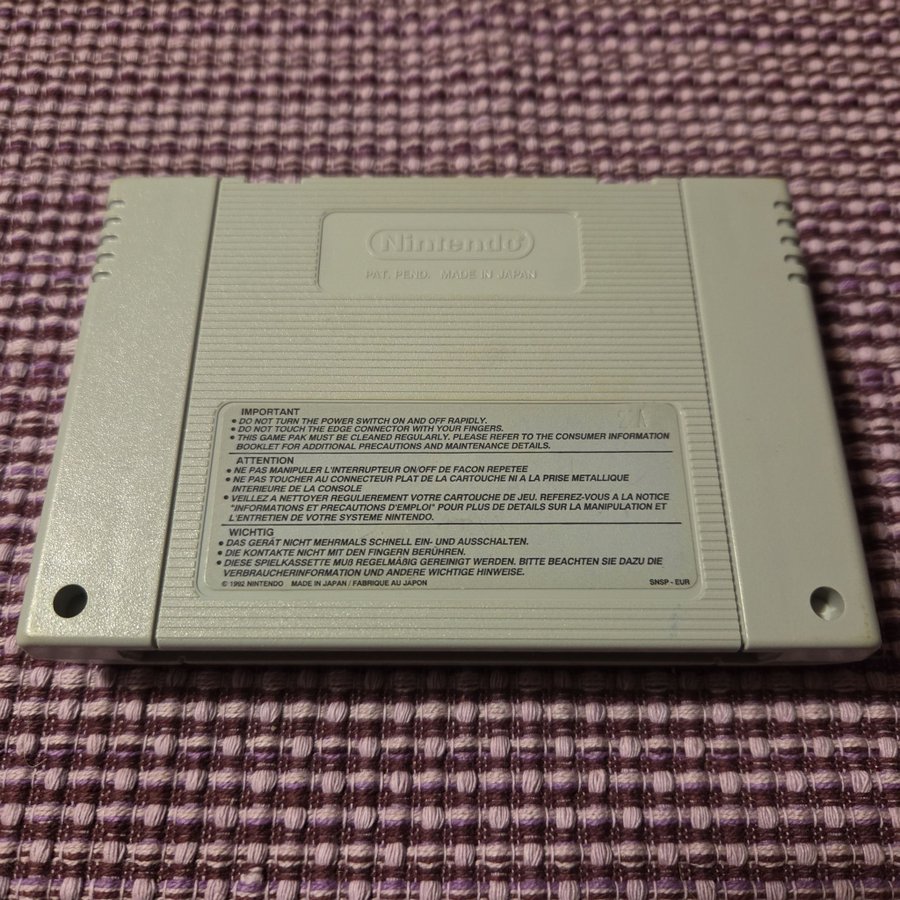 Nintendo®
PAT. PEND. MADE IN JAPAN
IMPORTANT
• DO NOT TURN THE POWER SWITCH ON AND OFF RAPIDLY.
• DO NOT TOUCH THE EDGE CONNECTOR WITH YOUR FINGERS.
• THIS GAME PAK MUST BE CLEANED REGULARLY. PLEASE REFER TO THE CONSUMER INFORMATION
BOOKLET FOR ADDITIONAL PRECAUTIONS AND MAINTENANCE DETAILS.
ATTENTION
• NE PAS MANIPULER L'INTERRUPTEUR ON/OFF DE FACON REPETEE
• NE PAS TOUCHER AU CONNECTEUR PLAT DE LA CARTOUCHE NI A LA PRISE METALLIQUE
INTERIEURE DE LA CONSOLE
• VEILLEZ A NETTOYER REGULIEREMENT VOTRE CARTOUCHE DE JEU. REFEREZ-VOUS A LA NOTICE
"INFORMATIONS ET PRECAUTIONS D'EMPLOI" POUR PLUS DE DETAILS SUR LA MANIPULATION ET
L'ENTRETIEN DE VOTRE SYSTEME NINTENDO.
WICHTIG
• DAS GERÄT NICHT MEHRMALS SCHNELL EIN- UND AUSSCHALTEN.
• DIE KONTAKTE NICHT MIT DEN FINGERN BERÜHREN.
• DIESE SPIELKASSETTE MUß REGELMÄßIG GEREINIGT WERDEN. BITTE BEACHTEN SIE DAZU DIE
VERBRAUCHERINFORMATION UND ANDERE WICHTIGE HINWEISE.
© 1992 NINTENDO MADE IN JAPAN / FABRIQUE AU JAPON SNSP - EUR